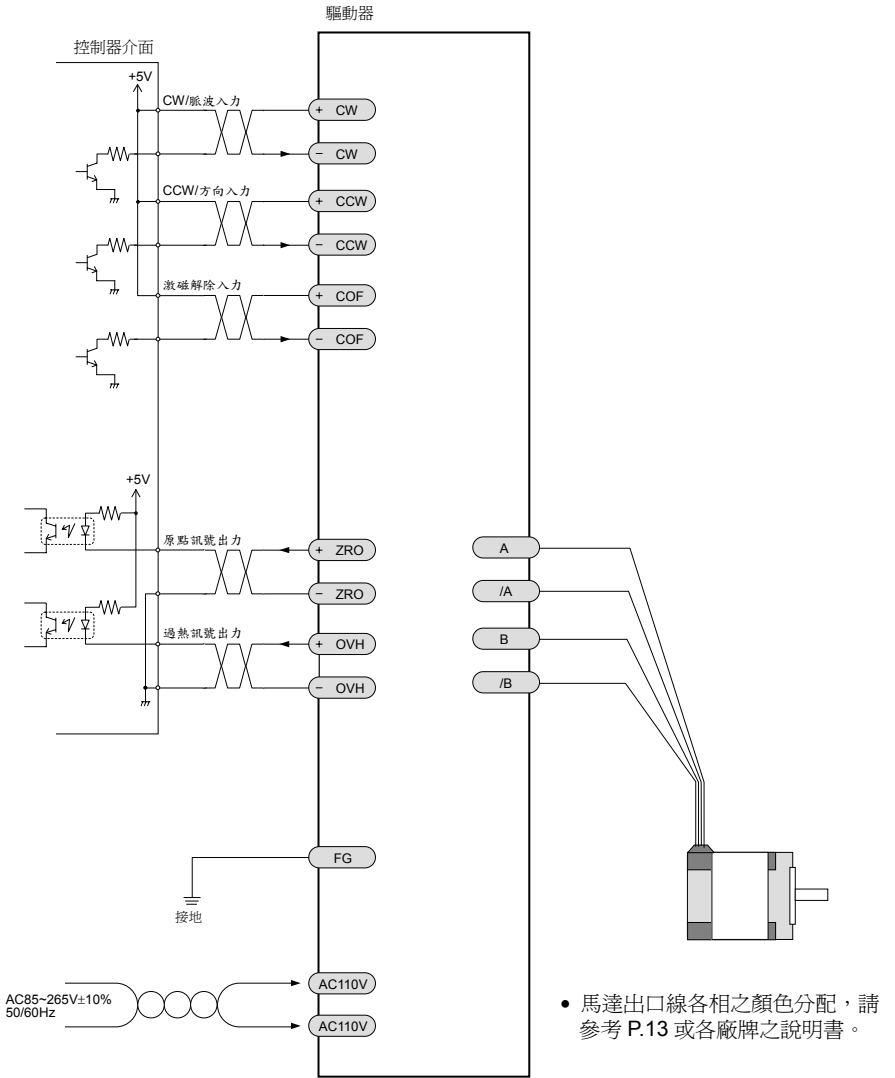 驅動器
控制器介面
+5V
CW/脈波入力
+ CW
− CW
CCW/方向入力
+ CCW
− CCW
激磁解除入力
+ COF
− COF
+5V
原點訊號出力
+ ZRO
− ZRO
過熱訊號出力
+ OVH
− OVH
A
/A
B
/B
FG
接地
AC85~265V±10%
50/60Hz
AC110V
AC110V
• 馬達出口線各相之顏色分配，請
參考 P.13 或各廠牌之說明書。